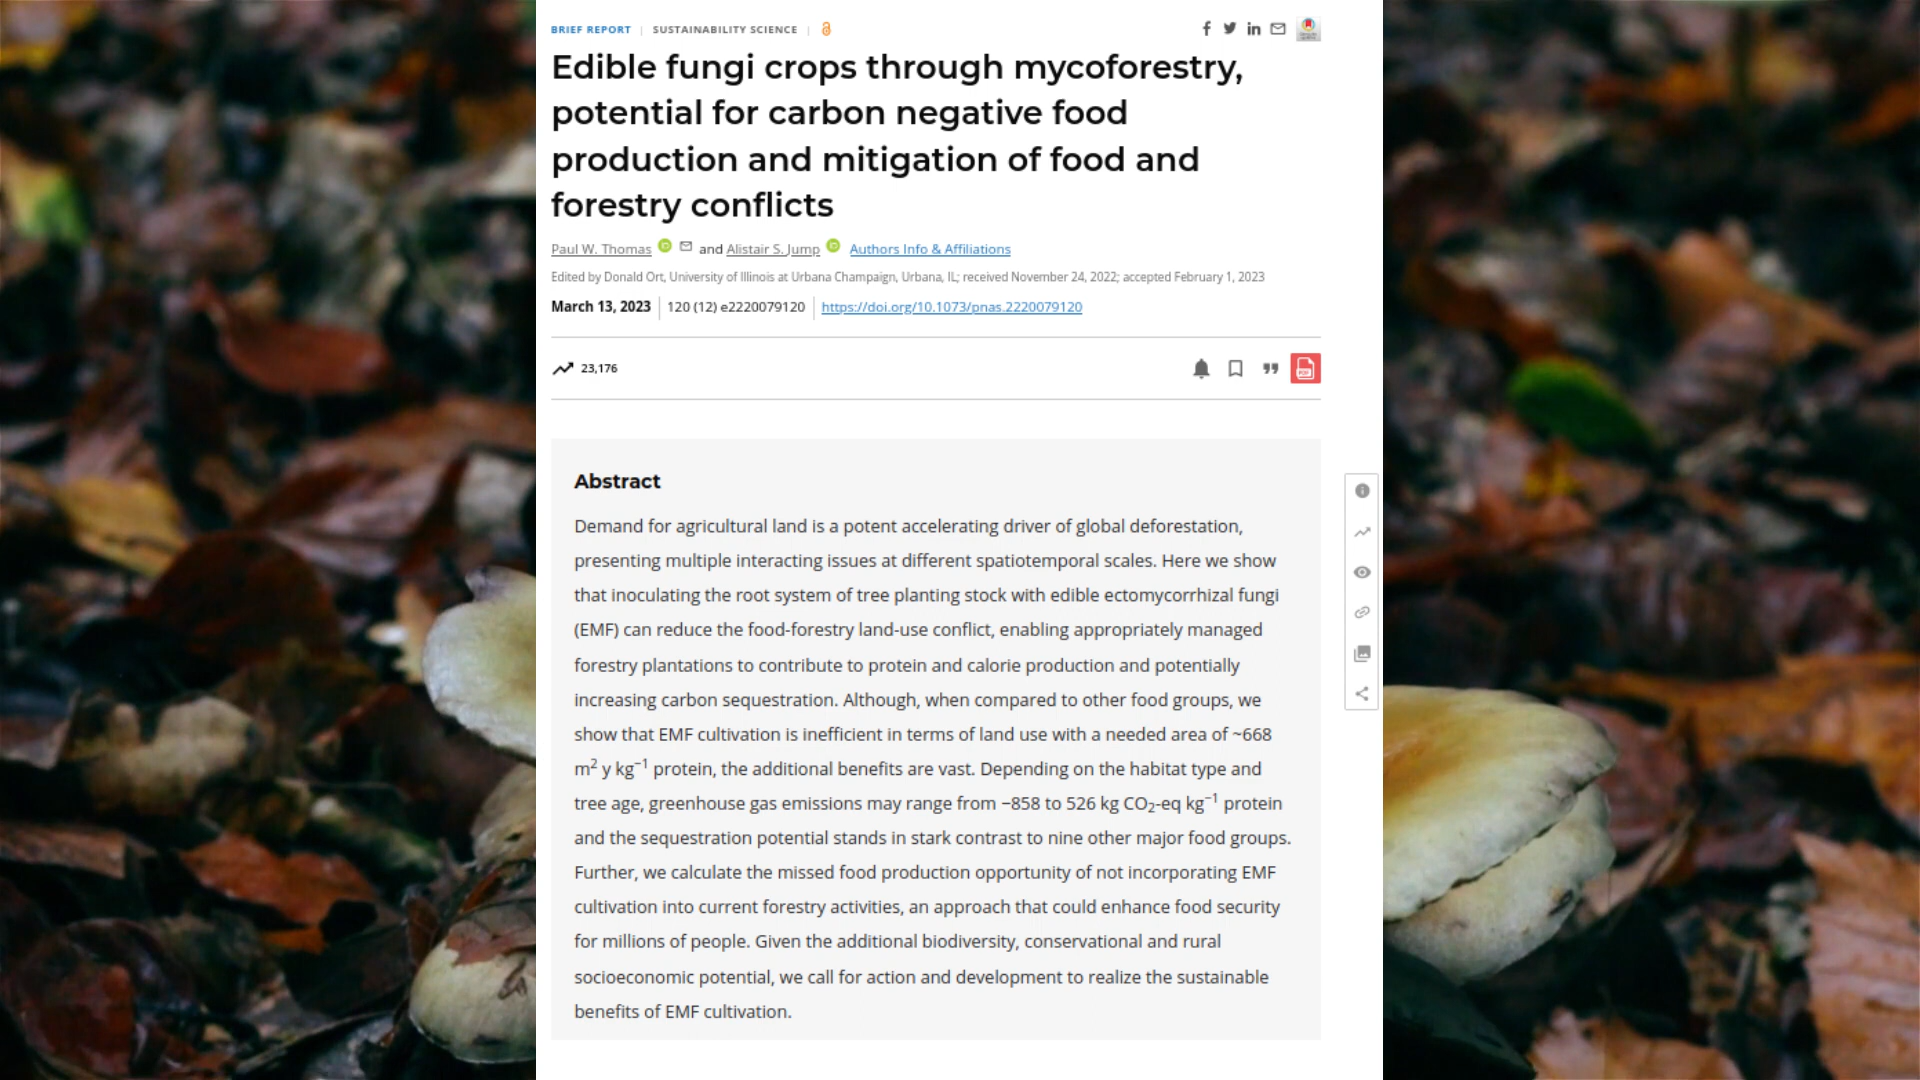 BRIEF REPORT | SUSTAINABILITY SCIENCE |
Edible fungi crops through mycoforestry,
potential for carbon negative food
production and mitigation of food and
forestry conflicts
Paul W. Thomas and Alistair S. Jump Authors Info & Affiliations
Edited by Donald Ort, University of Illinois at Urbana Champaign, Urbana, IL; received November 24, 2022; accepted February 1, 2023
March 13, 2023 | 120 (12) e2220079120 | https://doi.org/10.1073/pnas.2220079120
23,176
Abstract
Demand for agricultural land is a potent accelerating driver of global deforestation,
presenting multiple interacting issues at different spatiotemporal scales. Here we show
that inoculating the root system of tree planting stock with edible ectomycorrhizal fungi
(EMF) can reduce the food-forestry land-use conflict, enabling appropriately managed
forestry plantations to contribute to protein and calorie production and potentially
increasing carbon sequestration. Although, when compared to other food groups, we
show that EMF cultivation is inefficient in terms of land use with a needed area of ~668
m² y kg⁻¹ protein, the additional benefits are vast. Depending on the habitat type and
tree age, greenhouse gas emissions may range from −858 to 526 kg CO₂-eq kg⁻¹ protein
and the sequestration potential stands in stark contrast to nine other major food groups.
Further, we calculate the missed food production opportunity of not incorporating EMF
cultivation into current forestry activities, an approach that could enhance food security
for millions of people. Given the additional biodiversity, conservational and rural
socioeconomic potential, we call for action and development to realize the sustainable
benefits of EMF cultivation.